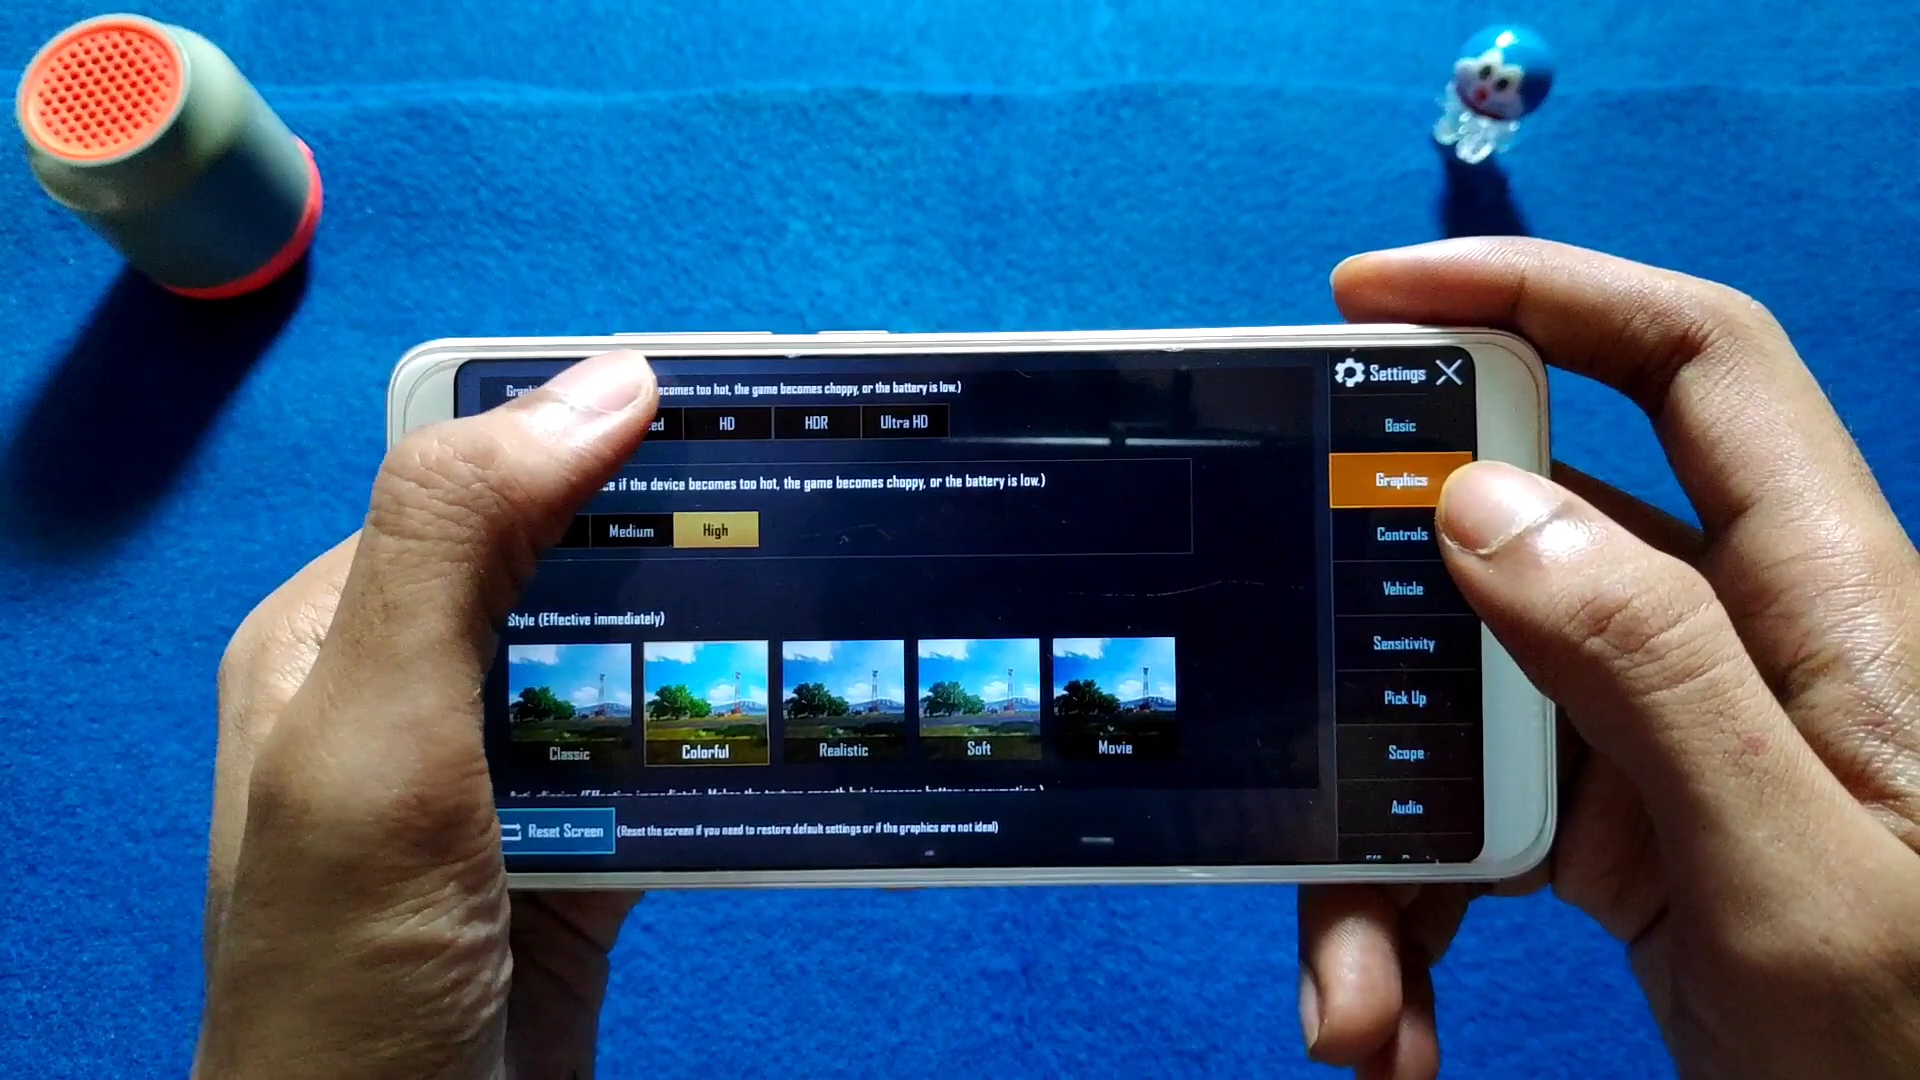 ecomes too hot, the game becomes choppy, or the battery is low.)
HD HDR Ultra HD
if the device becomes too hot, the game becomes choppy, or the battery is low.)
Medium High
Style (Effective immediately)
Classic Colorful Realistic Soft Movie
Reset Screen (Reset the screen if you need to restore default settings or if the graphics are not ideal)
Settings
Basic
Graphics
Controls
Vehicle
Sensitivity
Pick Up
Scope
Audio